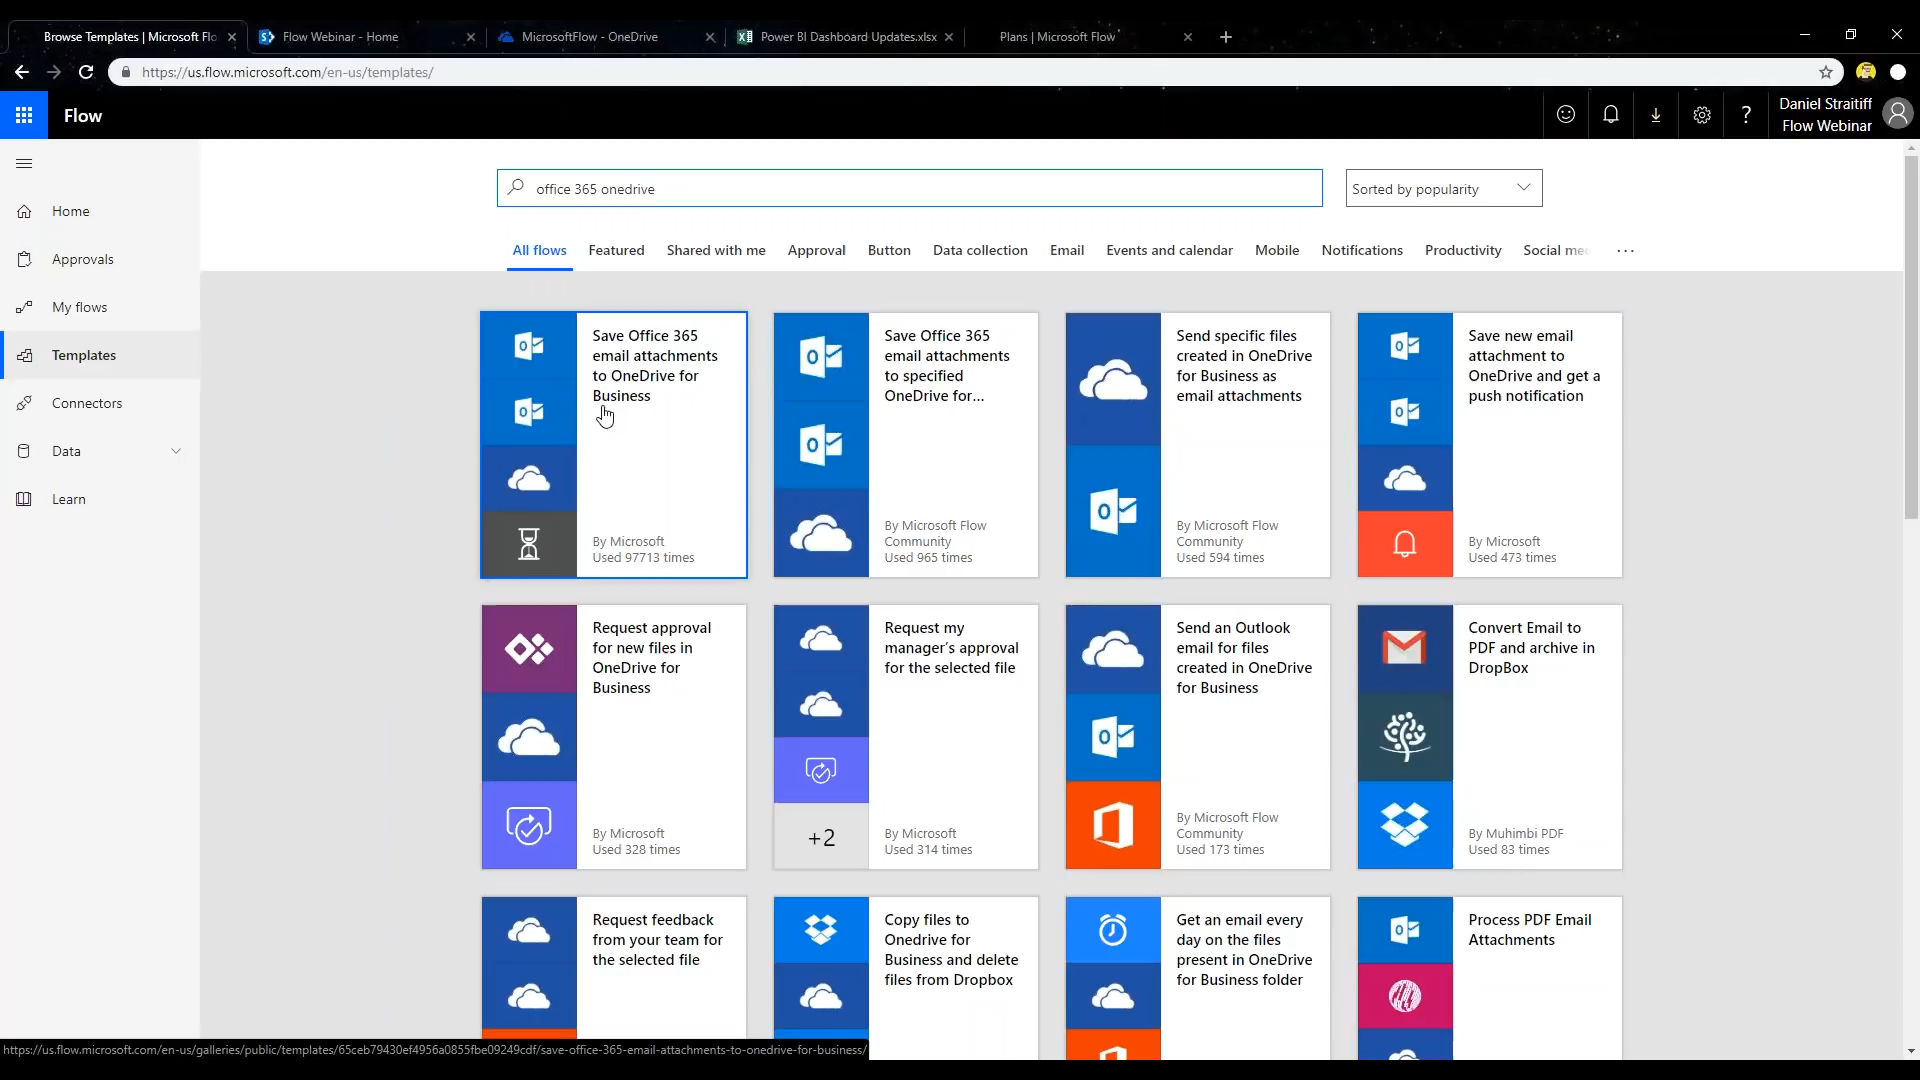 Browse Templates | Microsoft Flo
Flow Webinar - Home
MicrosoftFlow - OneDrive
Power BI Dashboard Updates.xlsx
Plans | Microsoft Flow
https://us.flow.microsoft.com/en-us/templates/
Flow
Daniel Straitiff
Flow Webinar
Home
Approvals
My flows
Templates
Connectors
Data
Learn
office 365 onedrive
Sorted by popularity
All flows
Featured
Shared with me
Approval
Button
Data collection
Email
Events and calendar
Mobile
Notifications
Productivity
Social me
...
Save Office 365
email attachments
to OneDrive for
Business
By Microsoft
Used 97713 times
Save Office 365
email attachments
to specified
OneDrive for...
By Microsoft Flow
Community
Used 965 times
Send specific files
created in OneDrive
for Business as
email attachments
By Microsoft Flow
Community
Used 594 times
Save new email
attachment to
OneDrive and get a
push notification
By Microsoft
Used 473 times
Request approval
for new files in
OneDrive for
Business
By Microsoft
Used 328 times
Request my
manager's approval
for the selected file
+2
By Microsoft
Used 314 times
Send an Outlook
email for files
created in OneDrive
for Business
By Microsoft Flow
Community
Used 173 times
Convert Email to
PDF and archive in
DropBox
By Muhimbi PDF
Used 83 times
Request feedback
from your team for
the selected file
Copy files to
Onedrive for
Business and delete
files from Dropbox
Get an email every
day on the files
present in OneDrive
for Business folder
Process PDF Email
Attachments
https://us.flow.microsoft.com/en-us/galleries/public/templates/65ceb79430ef4956a0855fbe09249cdf/save-office-365-email-attachments-to-onedrive-for-business/